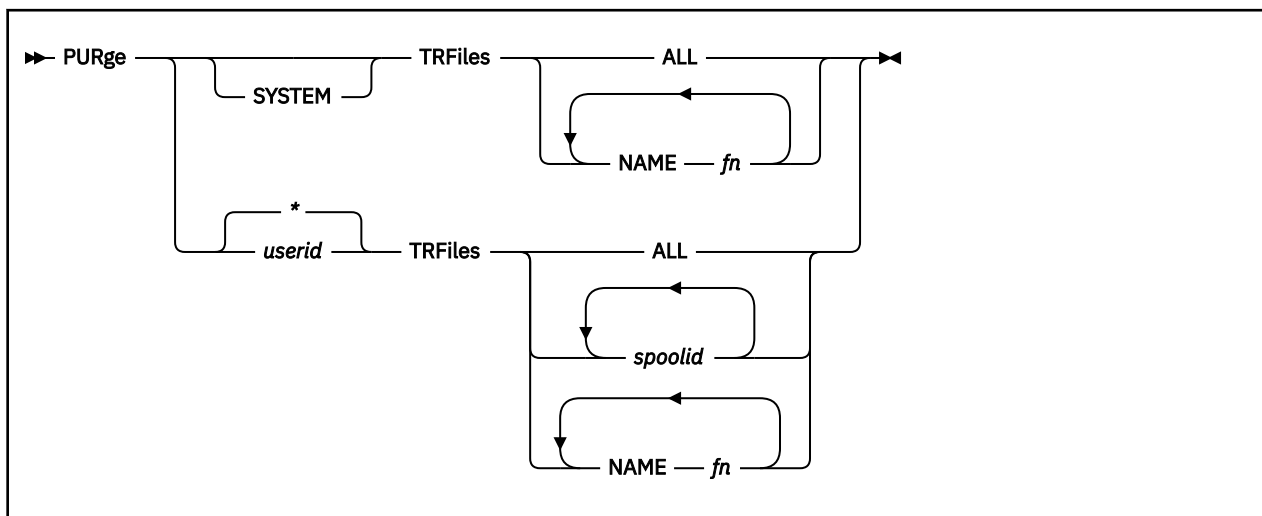 PURge TRFiles ALL
SYSTEM
NAME fn
*
userid TRFiles ALL
spoolid
NAME fn